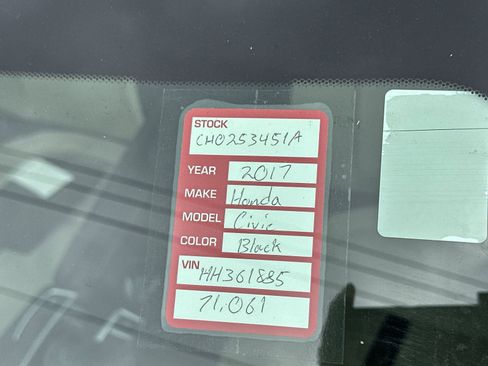 STOCK
CH0253451A
YEAR 2017
MAKE Honda
MODEL Civic
COLOR Black
VIN HH361885
71,061